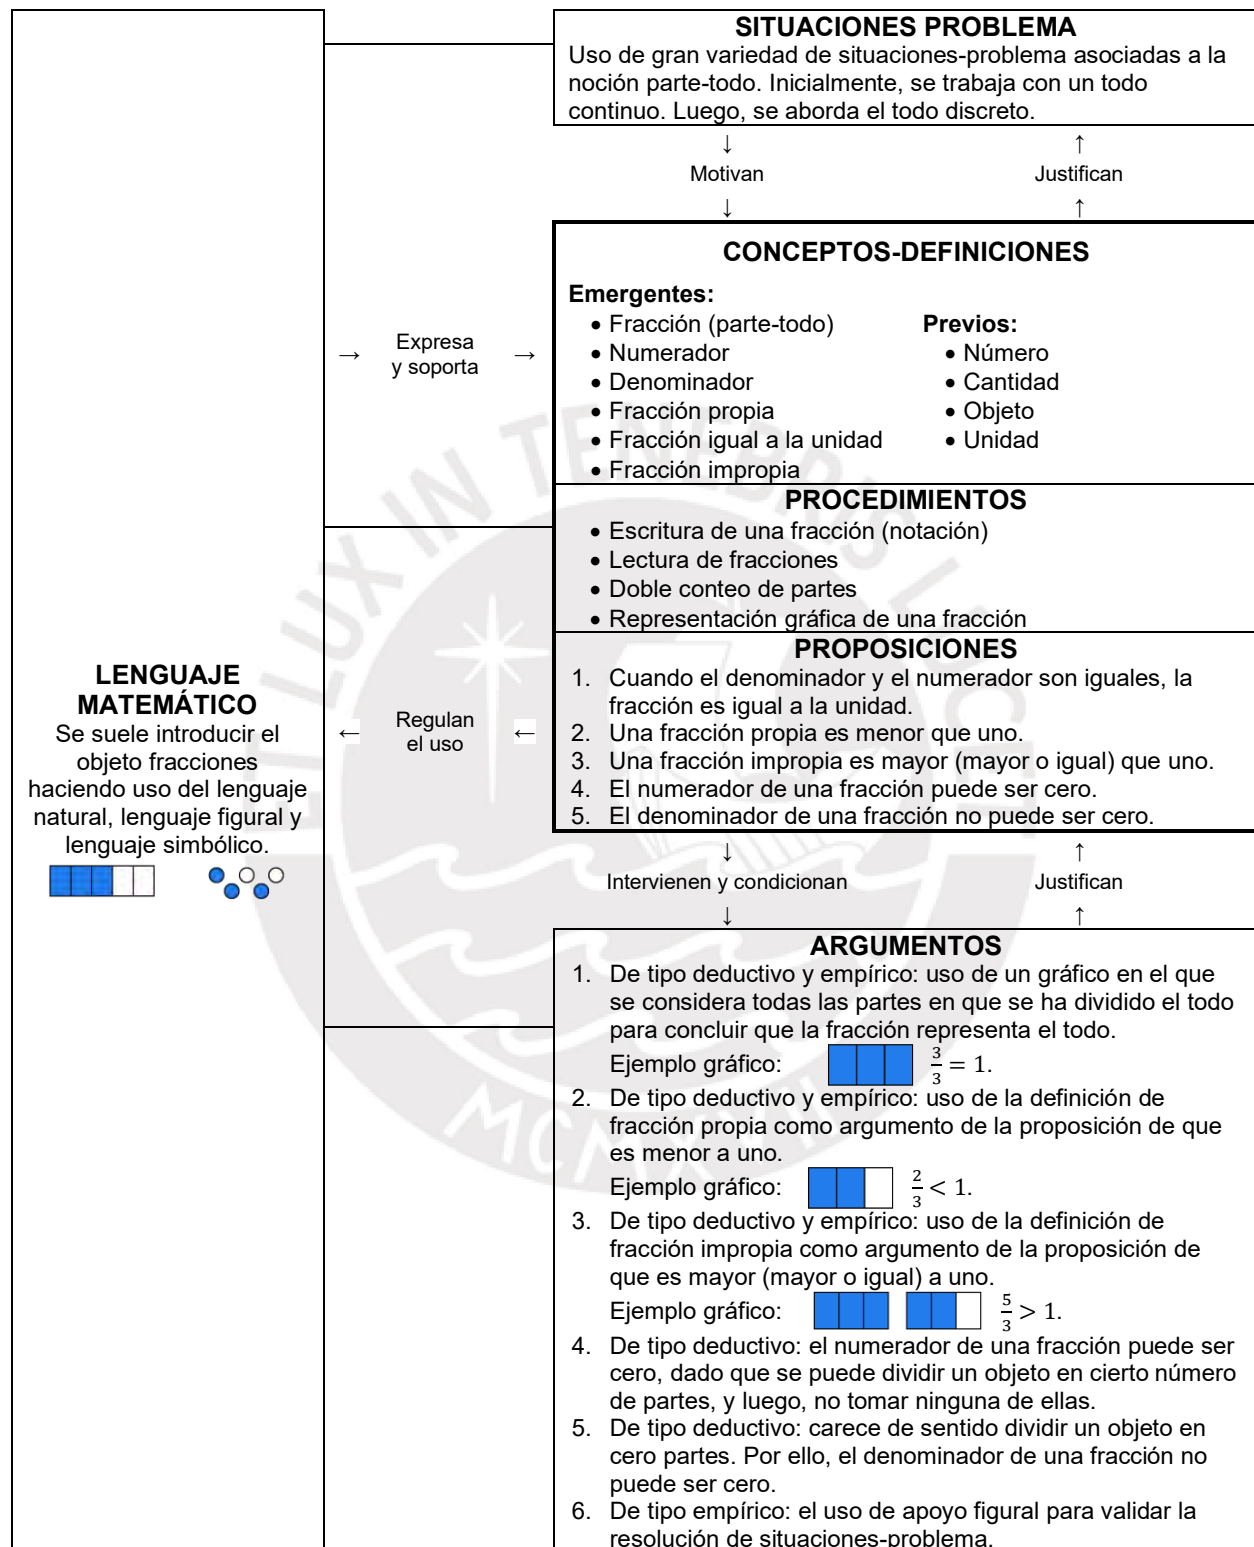 SITUACIONES PROBLEMA
Uso de gran variedad de situaciones-problema asociadas a la
noción parte-todo. Inicialmente, se trabaja con un todo
continuo. Luego, se aborda el todo discreto.
↓ ↑
Motivan Justifican
↓ ↑
CONCEPTOS-DEFINICIONES
Emergentes:
• Fracción (parte-todo)
• Numerador
• Denominador
• Fracción propia
• Fracción igual a la unidad
• Fracción impropia
Previos:
• Número
• Cantidad
• Objeto
• Unidad
→ Expresa →
y soporta
PROCEDIMIENTOS
• Escritura de una fracción (notación)
• Lectura de fracciones
• Doble conteo de partes
• Representación gráfica de una fracción
PROPOSICIONES
1. Cuando el denominador y el numerador son iguales, la
fracción es igual a la unidad.
2. Una fracción propia es menor que uno.
3. Una fracción impropia es mayor (mayor o igual) que uno.
4. El numerador de una fracción puede ser cero.
5. El denominador de una fracción no puede ser cero.
← Regulan ←
el uso
LENGUAJE
MATEMÁTICO
Se suele introducir el
objeto fracciones
haciendo uso del lenguaje
natural, lenguaje figural y
lenguaje simbólico.
↓ ↑
Intervienen y condicionan Justifican
↓ ↑
ARGUMENTOS
1. De tipo deductivo y empírico: uso de un gráfico en el que
se considera todas las partes en que se ha dividido el todo
para concluir que la fracción representa el todo.
Ejemplo gráfico: 3/3 = 1.
2. De tipo deductivo y empírico: uso de la definición de
fracción propia como argumento de la proposición de que
es menor a uno.
Ejemplo gráfico: 2/3 < 1.
3. De tipo deductivo y empírico: uso de la definición de
fracción impropia como argumento de la proposición de
que es mayor (mayor o igual) a uno.
Ejemplo gráfico: 5/3 > 1.
4. De tipo deductivo: el numerador de una fracción puede ser
cero, dado que se puede dividir un objeto en cierto número
de partes, y luego, no tomar ninguna de ellas.
5. De tipo deductivo: carece de sentido dividir un objeto en
cero partes. Por ello, el denominador de una fracción no
puede ser cero.
6. De tipo empírico: el uso de apoyo figural para validar la
resolución de situaciones-problema.
ET LUX IN TENEBRIS LUCET
MCMXVII